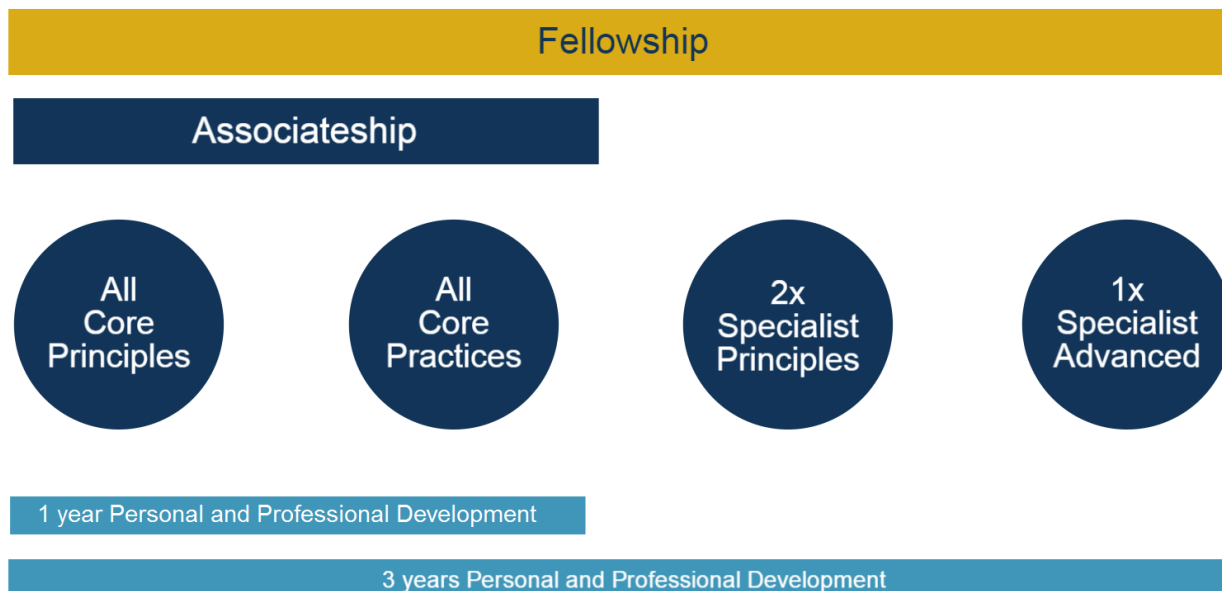 Fellowship
Associateship
All
Core
Principles
All
Core
Practices
2x
Specialist
Principles
1x
Specialist
Advanced
1 year Personal and Professional Development
3 years Personal and Professional Development